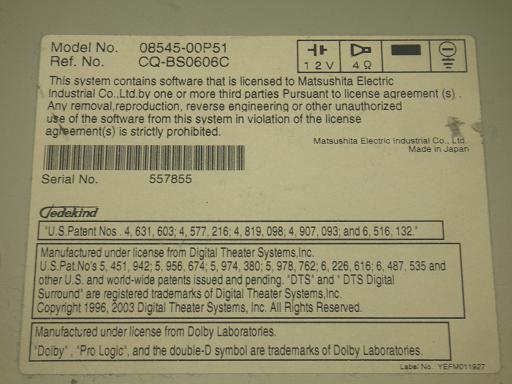 Model No. 08545-00P51
Ref. No. CQ-BS0606C
12V 4Ω
This system contains software that is licensed to Matsushita Electric
Industrial Co.,Ltd.by one or more third parties Pursuant to license agreement (s) .
Any removal,reproduction, reverse engineering or other unauthorized
use of the software from this system in violation of the license
agreement(s) is strictly prohibited.
Matsushita Electric Industrial Co., Ltd.
Made in Japan
Serial No. 557855
Jedekind
"U.S.Patent Nos . 4, 631, 603; 4, 577, 216; 4, 819, 098; 4, 907, 093; and 6, 516, 132."
Manufactured under license from Digital Theater Systems,Inc.
U.S.Pat.No's 5, 451, 942; 5, 956, 674; 5, 974, 380; 5, 978, 762; 6, 226, 616; 6, 487, 535 and
other U.S. and world-wide patents issued and pending. "DTS" and " DTS Digital
Surround" are registered trademarks of Digital Theater Systems,Inc.
Copyright 1996, 2003 Digital Theater Systems, Inc. All Rights Reserved.
Manufactured under license from Dolby Laboratories.
"Dolby" , "Pro Logic", and the double-D symbol are trademarks of Dolby Laboratories.
Label No. YEFM011927